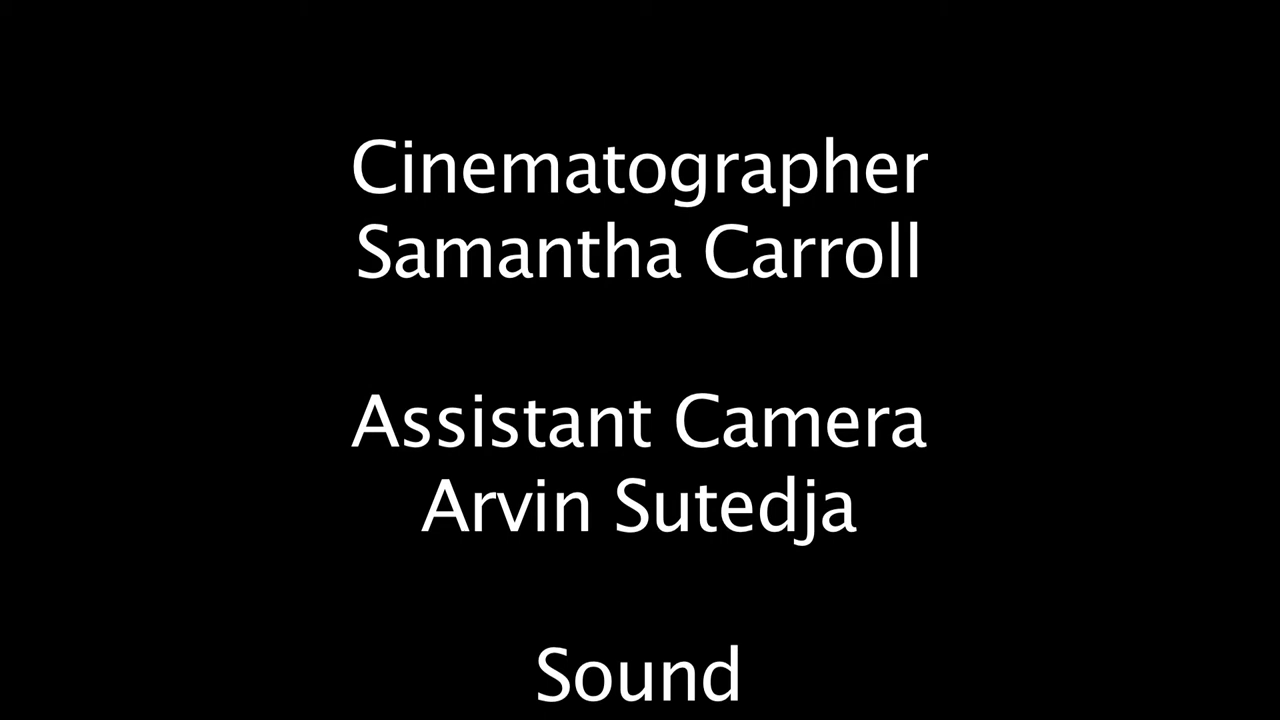 Cinematographer
Samantha Carroll
Assistant Camera
Arvin Sutedja
Sound